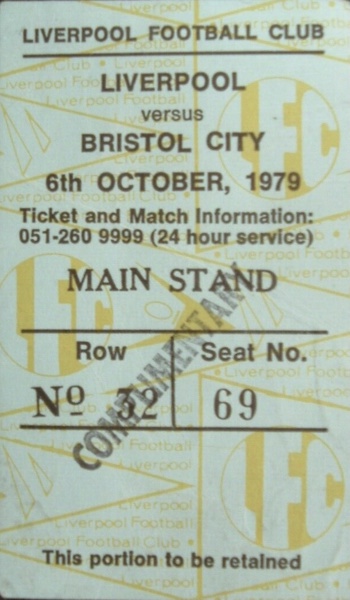 LIVERPOOL FOOTBALL CLUB
LIVERPOOL
versus
BRISTOL CITY
6th OCTOBER, 1979
Ticket and Match Information:
051-260 9999 (24 hour service)
MAIN STAND
Row Seat No.
Nº 32 69
COMPLIMENTARY
This portion to be retained